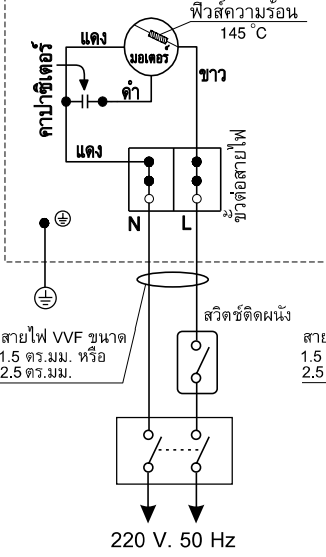 ฟิวส์ความร้อน
145 °C
แดง
มอเตอร์
ขาว
คาปาซิเตอร์
ดำ
แดง
ขั้วต่อสายไฟ
N L
สวิตช์ติดผนัง
สายไฟ VVF ขนาด
1.5 ตร.มม. หรือ
2.5 ตร.มม.
สาย
1.5
2.5
220 V. 50 Hz